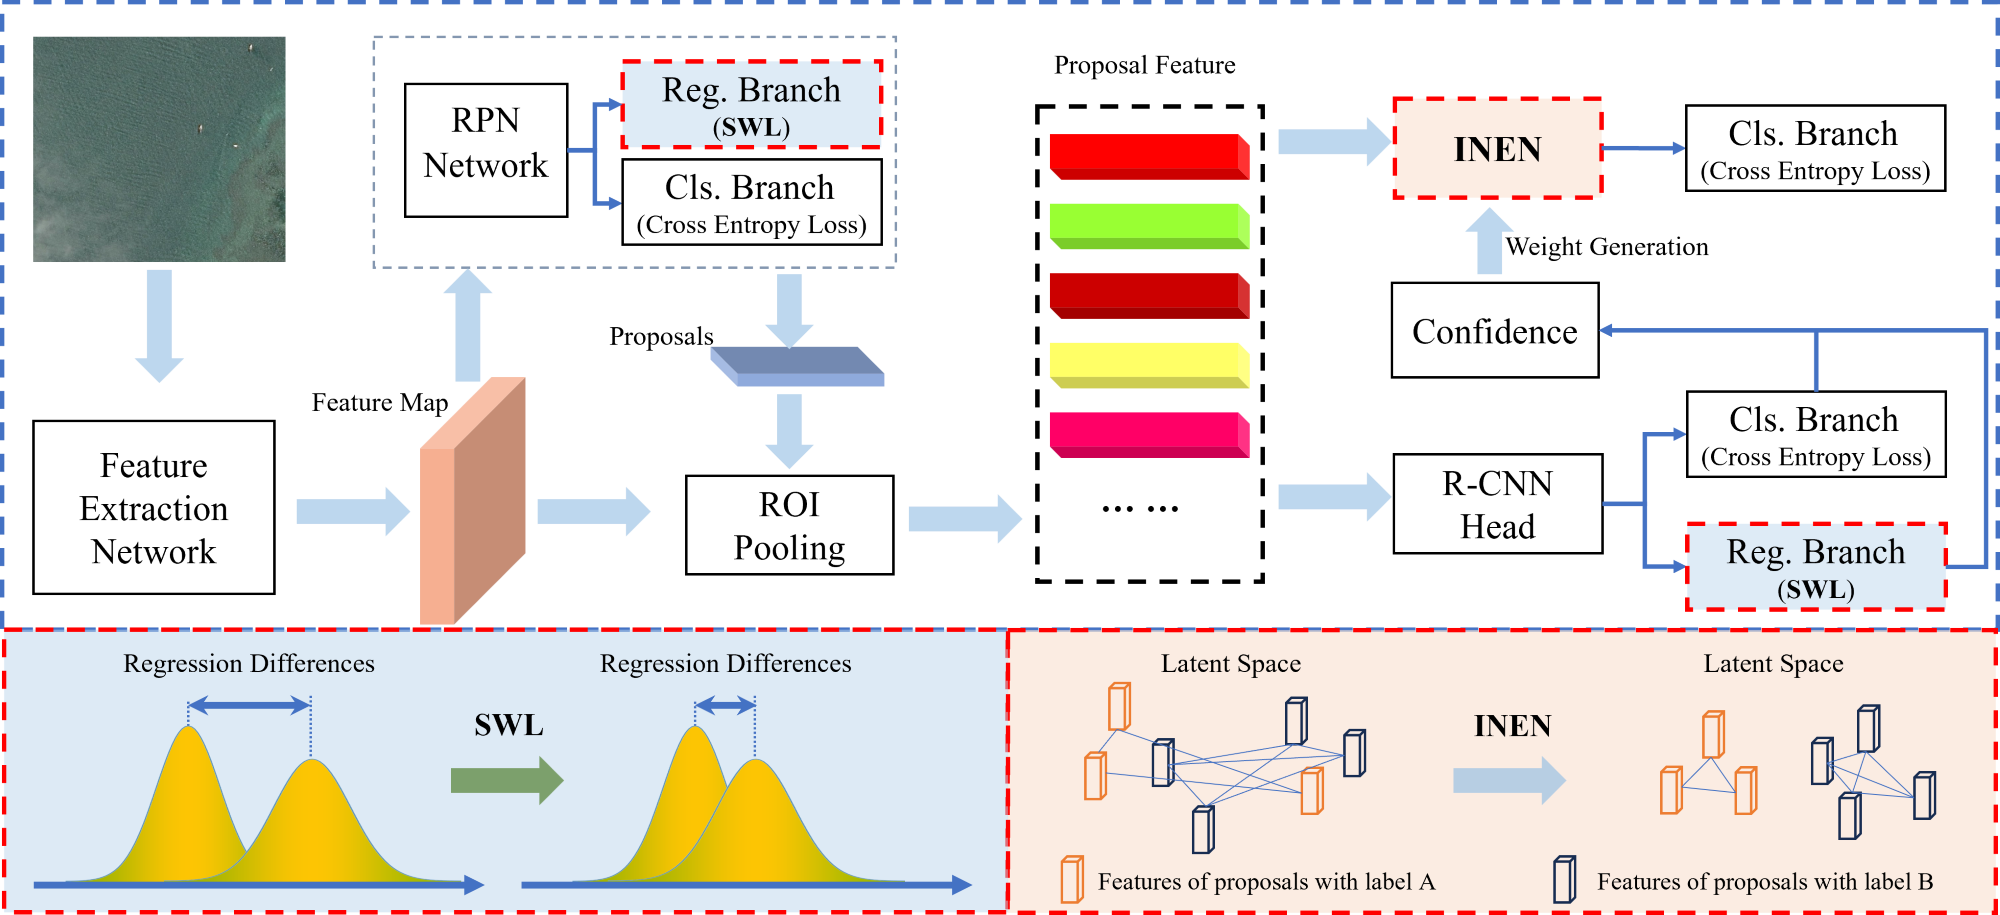 RPN
Network
Reg. Branch
(SWL)
Cls. Branch
(Cross Entropy Loss)
Proposals
Feature Map
Feature
Extraction
Network
ROI
Pooling
Proposal Feature
... ...
INEN
Cls. Branch
(Cross Entropy Loss)
Weight Generation
Confidence
R-CNN
Head
Cls. Branch
(Cross Entropy Loss)
Reg. Branch
(SWL)
Regression Differences
SWL
Regression Differences
Latent Space
INEN
Latent Space
Features of proposals with label A
Features of proposals with label B